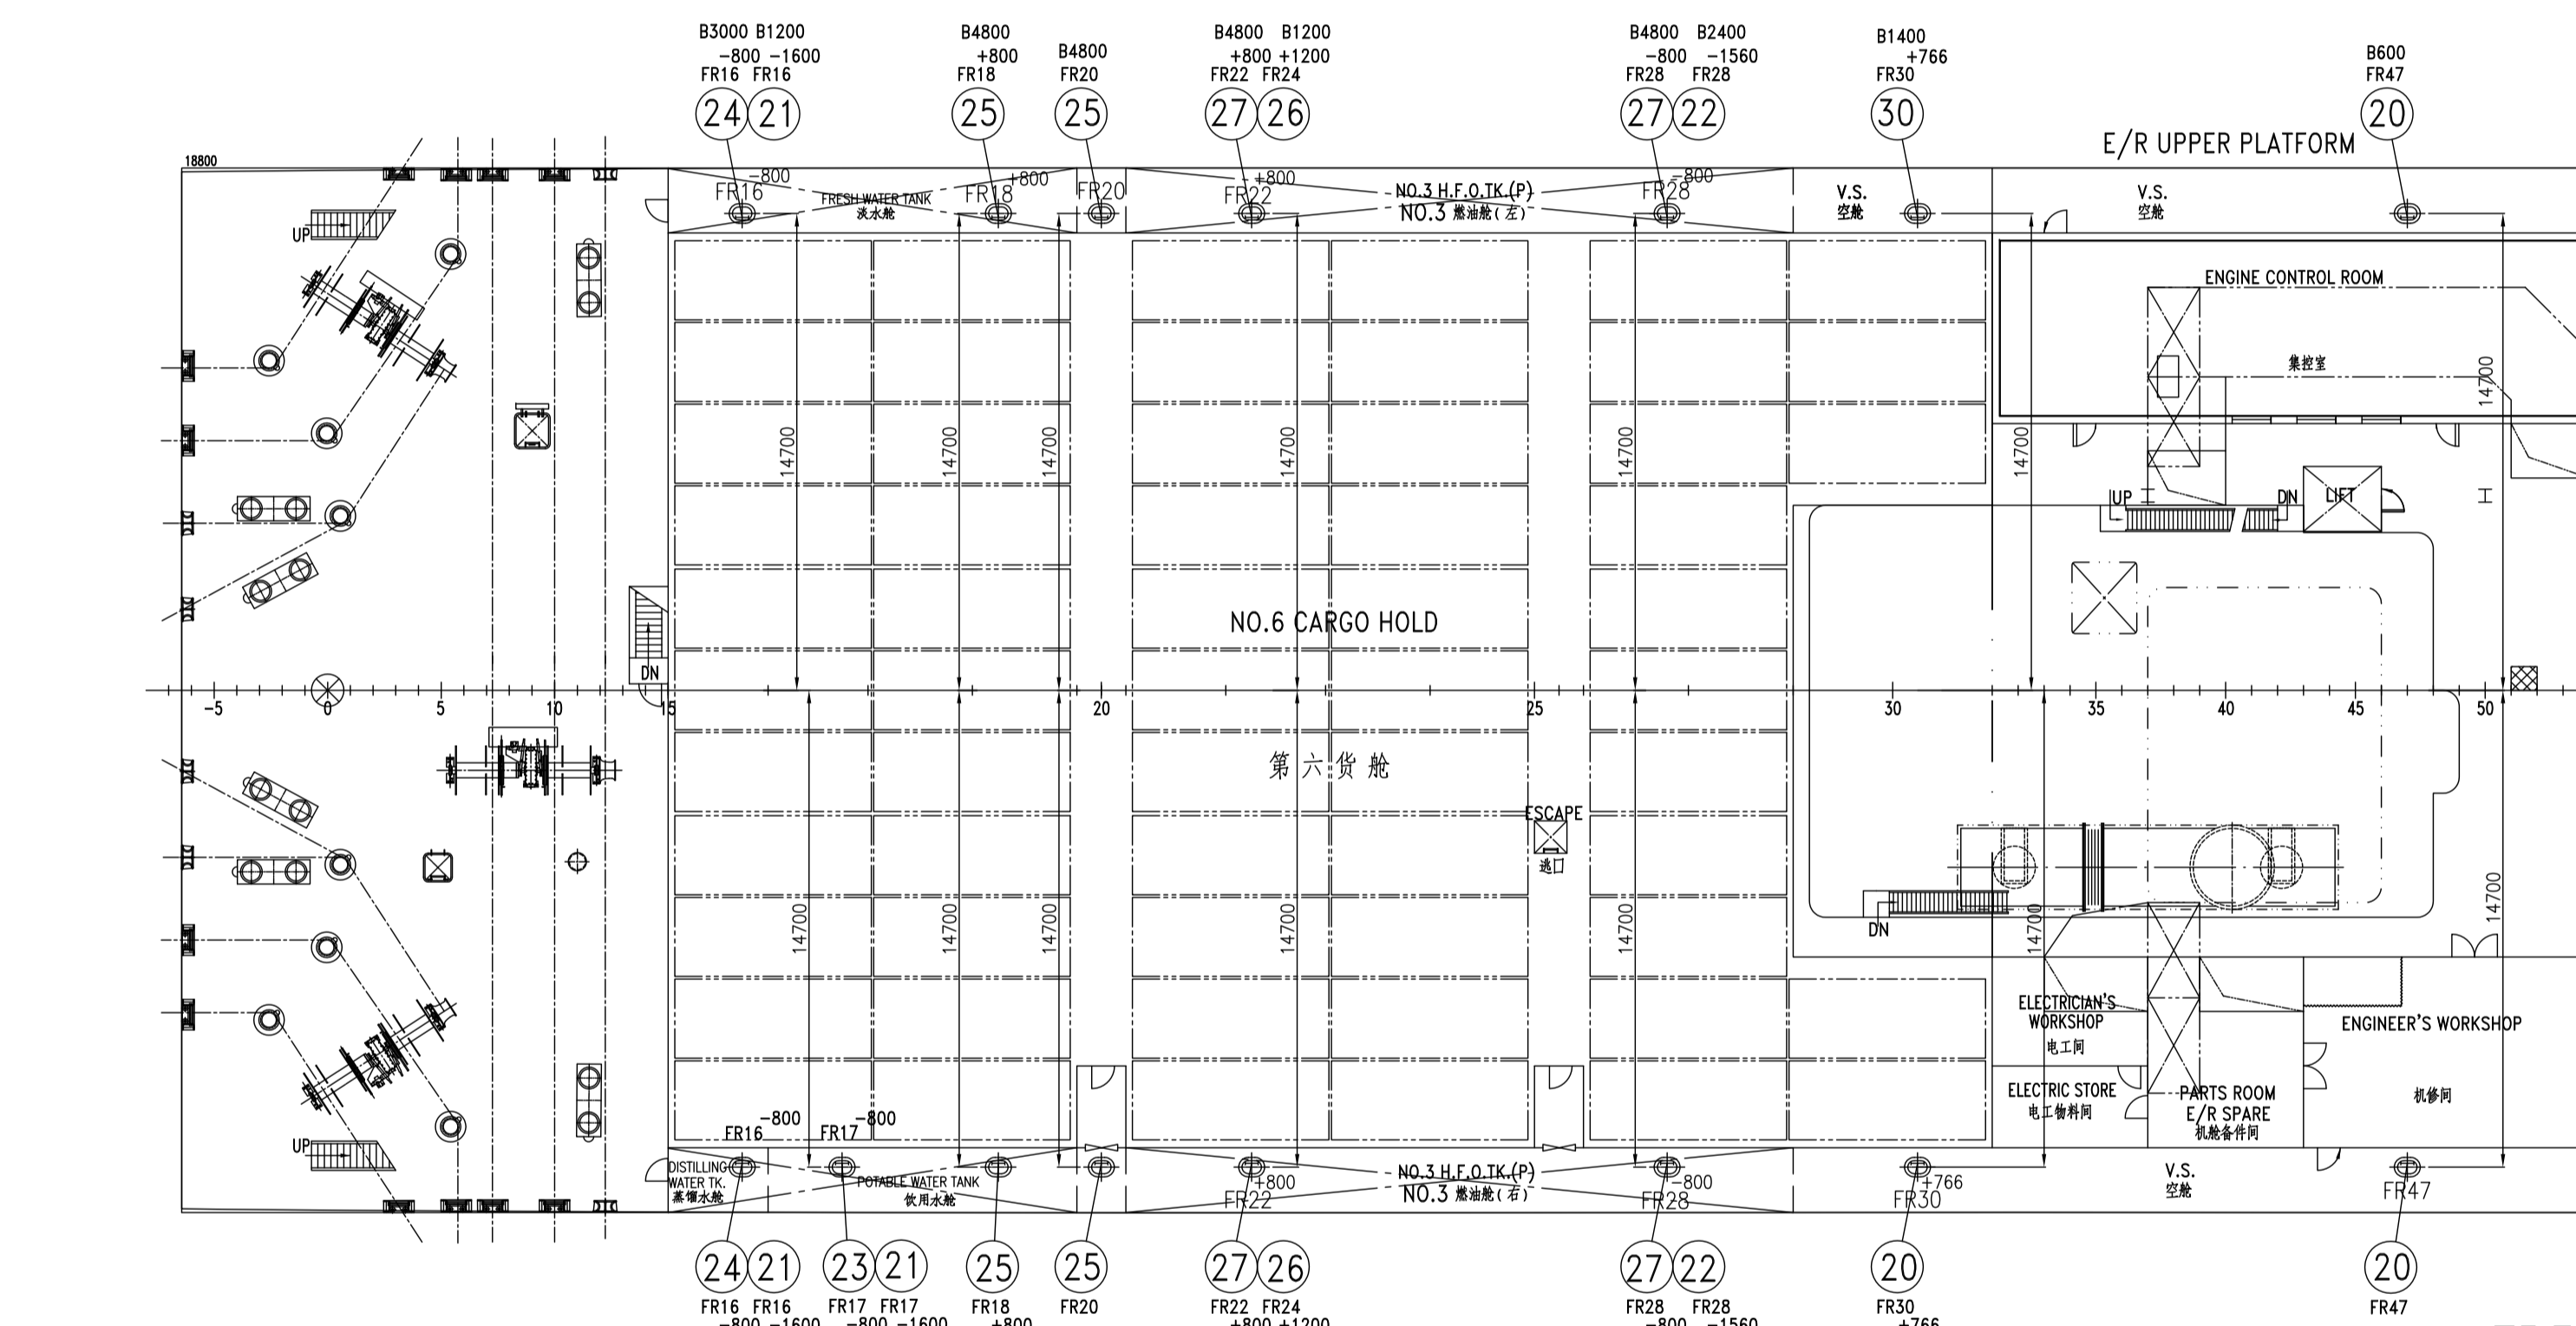 B3000 B1200
-800 -1600
FR16 FR16
24 21
B4800
+800
FR18
25
B4800
FR20
25
B4800 B1200
+800 +1200
FR22 FR24
27 26
B4800 B2400
-800 -1560
FR28 FR28
27 22
B1400
+766
FR30
30
B600
FR47
20
E/R UPPER PLATFORM
18800
FR16 -800
FRESH WATER TANK
淡水舱
FR18 +800
FR20
FR22 +800
NO.3 H.F.O.TK.(P)
NO.3 燃油舱(左)
FR28 -800
V.S.
空舱
V.S.
空舱
UP
ENGINE CONTROL ROOM
集控室
14700
14700
14700
14700
14700
14700
14700
UP
DN
LIFT
NO.6 CARGO HOLD
DN
-5
0
5
10
15
20
25
30
35
40
45
50
第六货舱
ESCAPE
逃口
14700
14700
14700
14700
14700
14700
14700
DN
ELECTRICIAN'S
WORKSHOP
电工间
ENGINEER'S WORKSHOP
机修间
ELECTRIC STORE
电工物料间
PARTS ROOM
E/R SPARE
机舱备件间
UP
FR16 -800
FR17 -800
DISTILLING
WATER TK.
蒸馏水舱
POTABLE WATER TANK
饮用水舱
+800
FR22
NO.3 H.F.O.TK.(P)
NO.3 燃油舱(右)
-800
FR28
+766
FR30
V.S.
空舱
FR47
24 21
FR16 FR16
-800 -1600
23 21
FR17 FR17
-800 -1600
25
FR18
+800
25
FR20
27 26
FR22 FR24
+800 +1200
27 22
FR28 FR28
-800 -1560
20
FR30
+766
20
FR47